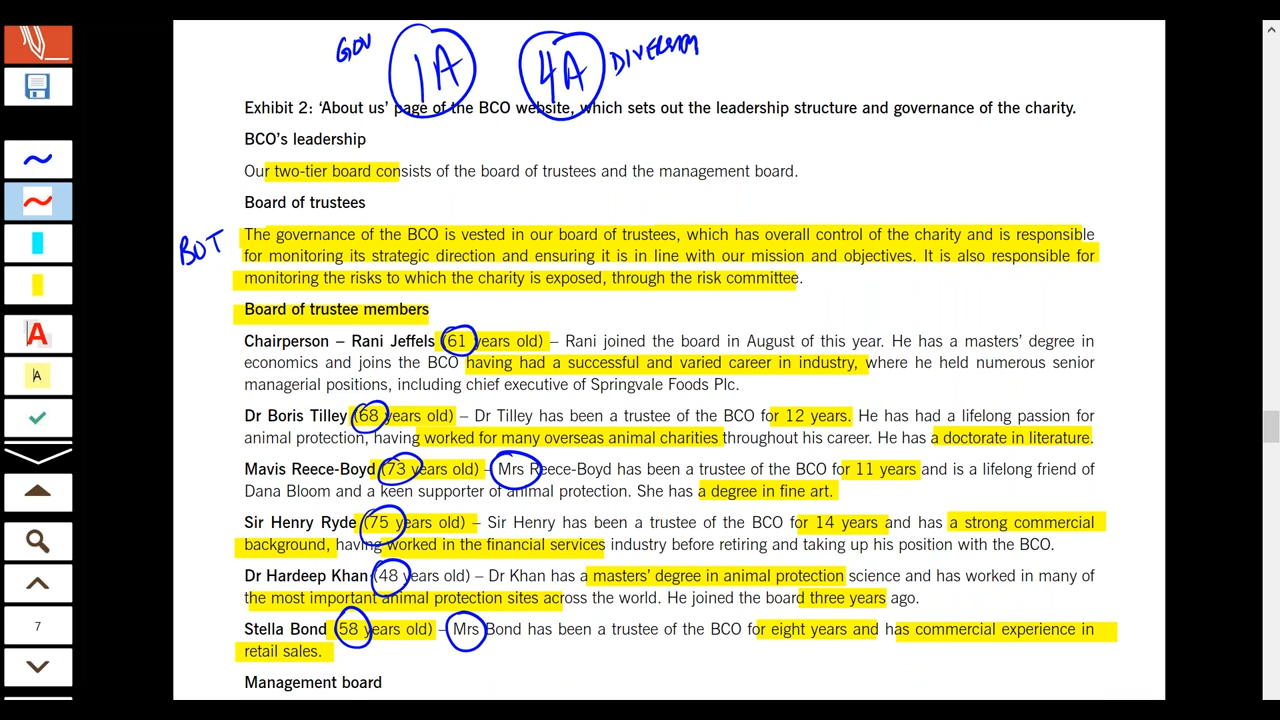 GOV 1A 4A DIVERSITY
Exhibit 2: ‘About us’ page of the BCO website, which sets out the leadership structure and governance of the charity.
BCO’s leadership
Our two-tier board consists of the board of trustees and the management board.
Board of trustees
BOT
The governance of the BCO is vested in our board of trustees, which has overall control of the charity and is responsible
for monitoring its strategic direction and ensuring it is in line with our mission and objectives. It is also responsible for
monitoring the risks to which the charity is exposed, through the risk committee.
Board of trustee members
Chairperson – Rani Jeffels (61 years old) – Rani joined the board in August of this year. He has a masters’ degree in
economics and joins the BCO having had a successful and varied career in industry, where he held numerous senior
managerial positions, including chief executive of Springvale Foods Plc.
Dr Boris Tilley (68 years old) – Dr Tilley has been a trustee of the BCO for 12 years. He has had a lifelong passion for
animal protection, having worked for many overseas animal charities throughout his career. He has a doctorate in literature.
Mavis Reece-Boyd (73 years old) – Mrs Reece-Boyd has been a trustee of the BCO for 11 years and is a lifelong friend of
Dana Bloom and a keen supporter of animal protection. She has a degree in fine art.
Sir Henry Ryde (75 years old) – Sir Henry has been a trustee of the BCO for 14 years and has a strong commercial
background, having worked in the financial services industry before retiring and taking up his position with the BCO.
Dr Hardeep Khan (48 years old) – Dr Khan has a masters’ degree in animal protection science and has worked in many of
the most important animal protection sites across the world. He joined the board three years ago.
Stella Bond (58 years old) – Mrs Bond has been a trustee of the BCO for eight years and has commercial experience in
retail sales.
Management board
A
A
7